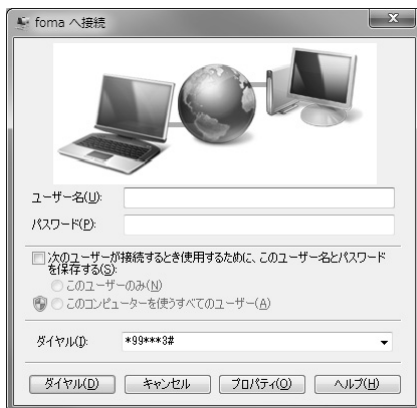 foma へ接続
ユーザー名(U):
パスワード(P):
次のユーザーが接続するとき使用するために、このユーザー名とパスワード
を保存する(S):
このユーザーのみ(N)
このコンピューターを使うすべてのユーザー(A)
ダイヤル(I): *99***3#
ダイヤル(D) キャンセル プロパティ(O) ヘルプ(H)